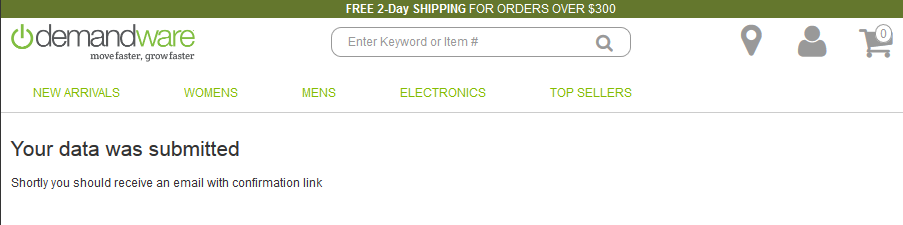 FREE 2-Day SHIPPING FOR ORDERS OVER $300
demandware
move faster, grow faster
Enter Keyword or Item #
0
NEW ARRIVALS WOMENS MENS ELECTRONICS TOP SELLERS
Your data was submitted
Shortly you should receive an email with confirmation link